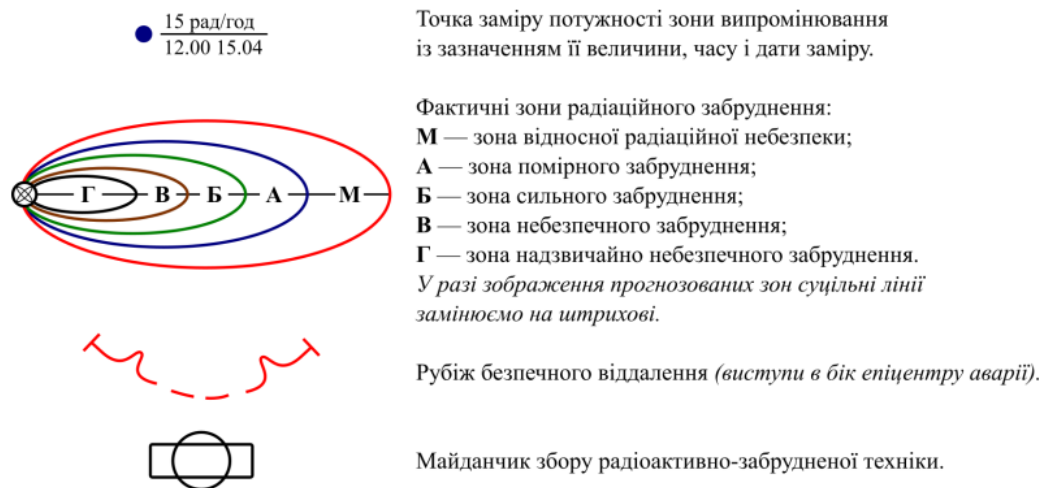 15 рад/год
12.00 15.04
Точка заміру потужності зони випромінювання
із зазначенням її величини, часу і дати заміру.
Фактичні зони радіаційного забруднення:
М — зона відносної радіаційної небезпеки;
А — зона помірного забруднення;
Б — зона сильного забруднення;
В — зона небезпечного забруднення;
Г — зона надзвичайно небезпечного забруднення.
У разі зображення прогнозованих зон суцільні лінії
замінюємо на штрихові.
Г В Б А М
Рубіж безпечного віддалення (виступи в бік епіцентру аварії).
Майданчик збору радіоактивно-забрудненої техніки.